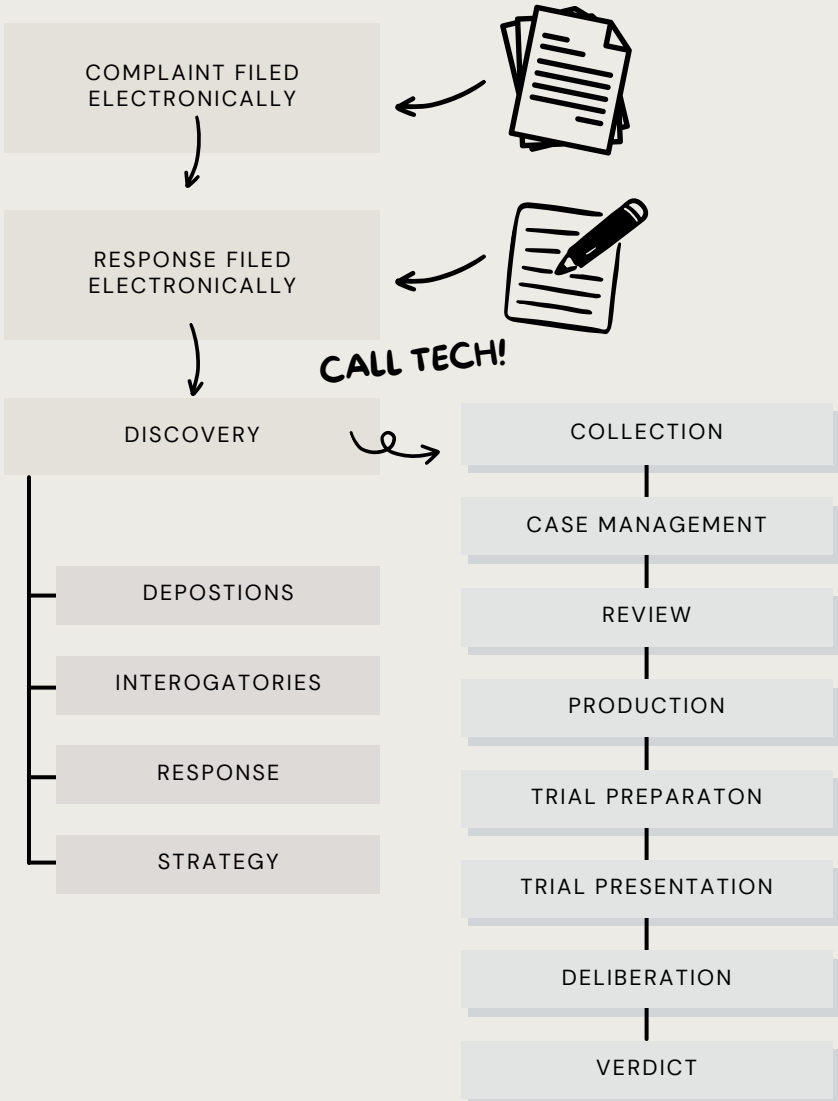 COMPLAINT FILED
ELECTRONICALLY
RESPONSE FILED
ELECTRONICALLY
CALL TECH!
DISCOVERY
DEPOSTIONS
INTEROGATORIES
RESPONSE
STRATEGY
COLLECTION
CASE MANAGEMENT
REVIEW
PRODUCTION
TRIAL PREPARATON
TRIAL PRESENTATION
DELIBERATION
VERDICT